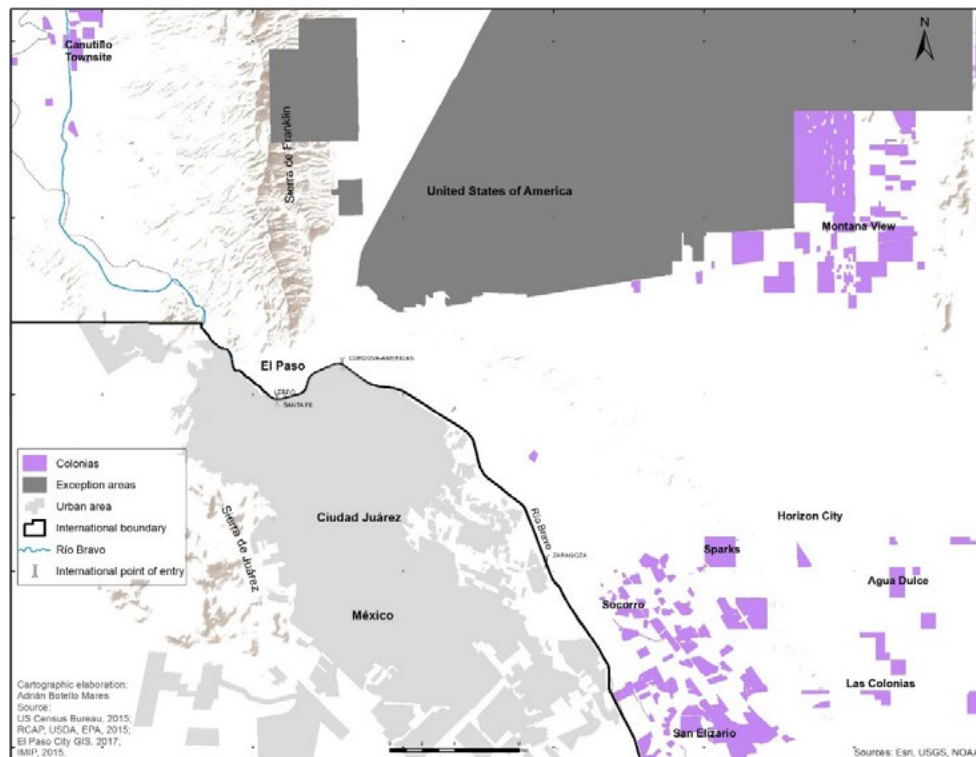 Canutillo
Townsite
N
Sierra de Franklin
United States of America
Montana View
El Paso
CORDOVA-AMERICAS
LERDO
SANTA FE
Colonias
Exception areas
Urban area
International boundary
Río Bravo
International point of entry
Ciudad Juárez
Río Bravo
ZARAGOZA
Horizon City
Sierra de Juárez
Sparks
Agua Dulce
Socorro
México
Las Colonias
San Elizario
Cartographic elaboration:
Adrián Botello Mares
Source:
US Census Bureau, 2015;
RCAP, USDA, EPA, 2015;
El Paso City GIS, 2017;
IMIP, 2015.
Sources: Esri, USGS, NOAA